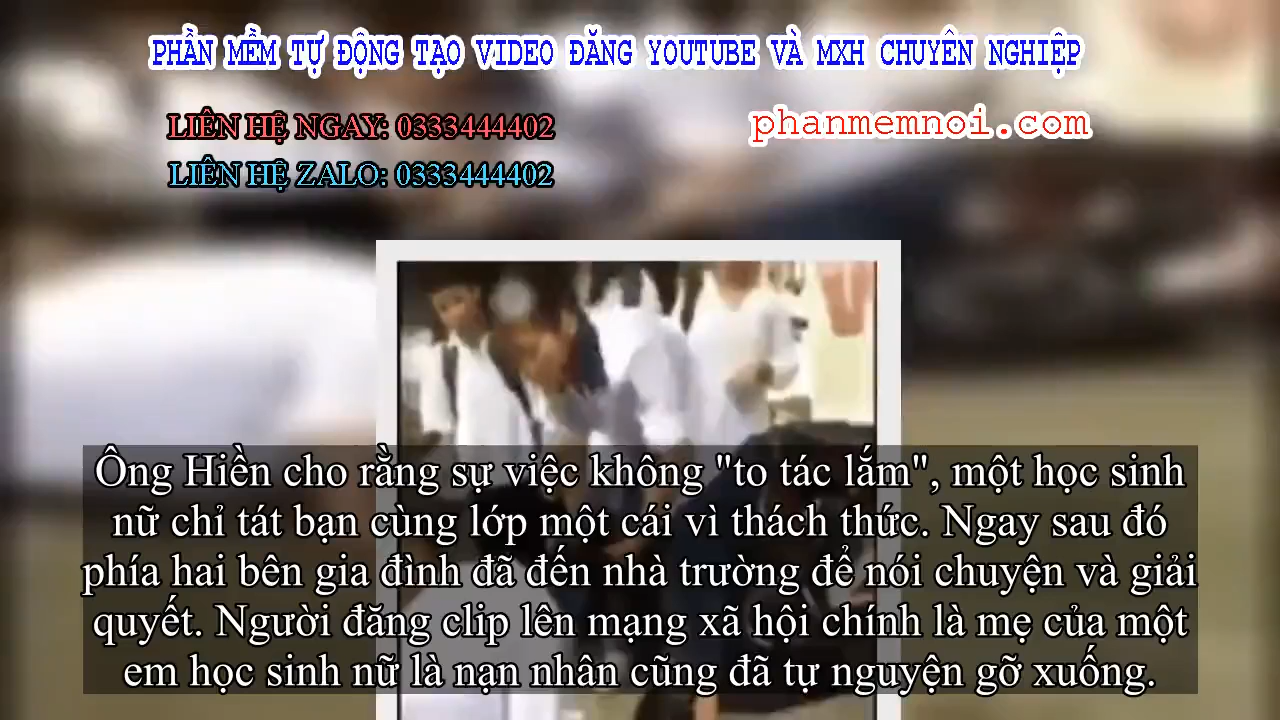 PHẦN MỀM TỰ ĐỘNG TẠO VIDEO ĐĂNG YOUTUBE VÀ MXH CHUYÊN NGHIỆP
LIÊN HỆ NGAY: 0333444402
phanmemnoi.com
LIÊN HỆ ZALO: 0333444402
Ông Hiền cho rằng sự việc không "to tác lắm", một học sinh
nữ chỉ tát bạn cùng lớp một cái vì thách thức. Ngay sau đó
phía hai bên gia đình đã đến nhà trường để nói chuyện và giải
quyết. Người đăng clip lên mạng xã hội chính là mẹ của một
em học sinh nữ là nạn nhân cũng đã tự nguyện gỡ xuống.